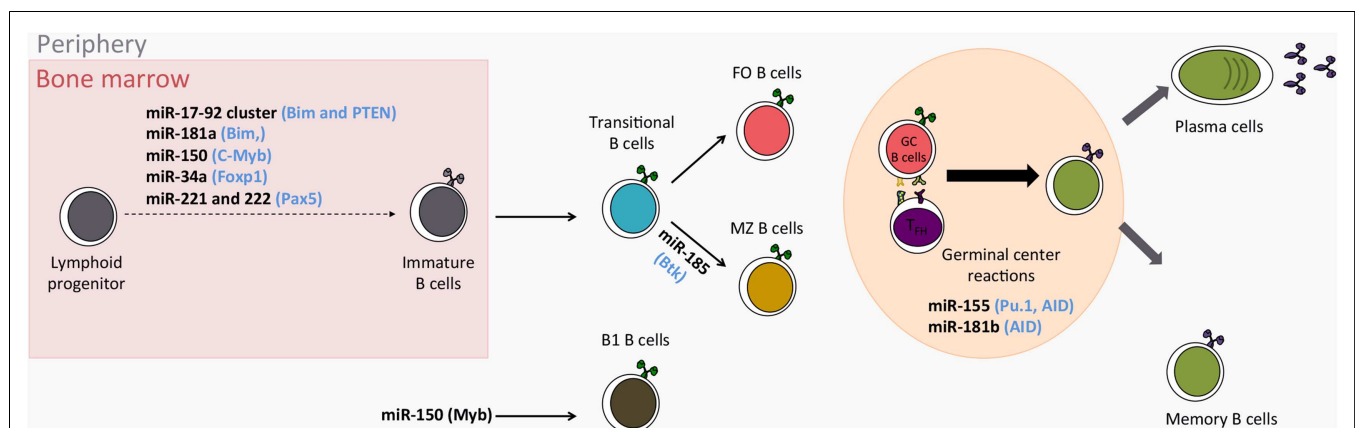 Periphery
Bone marrow
miR-17-92 cluster (Bim and PTEN)
miR-181a (Bim,)
miR-150 (C-Myb)
miR-34a (Foxp1)
miR-221 and 222 (Pax5)
Lymphoid
progenitor
Immature
B cells
Transitional
B cells
FO B cells
miR-185
(Btk)
MZ B cells
B1 B cells
miR-150 (Myb)
GC
B cells
TFH
Germinal center
reactions
miR-155 (Pu.1, AID)
miR-181b (AID)
Plasma cells
Memory B cells